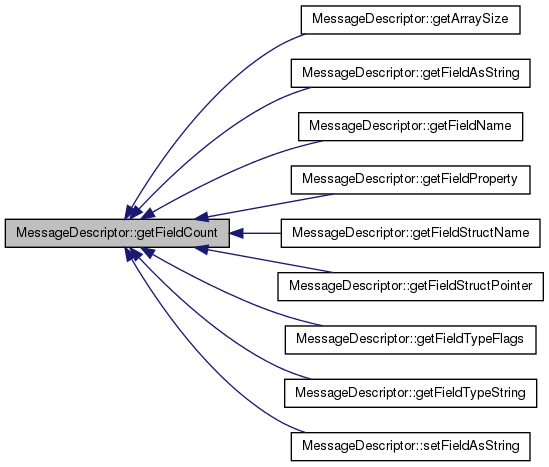 MessageDescriptor::getArraySize
MessageDescriptor::getFieldAsString
MessageDescriptor::getFieldName
MessageDescriptor::getFieldProperty
MessageDescriptor::getFieldCount
MessageDescriptor::getFieldStructName
MessageDescriptor::getFieldStructPointer
MessageDescriptor::getFieldTypeFlags
MessageDescriptor::getFieldTypeString
MessageDescriptor::setFieldAsString